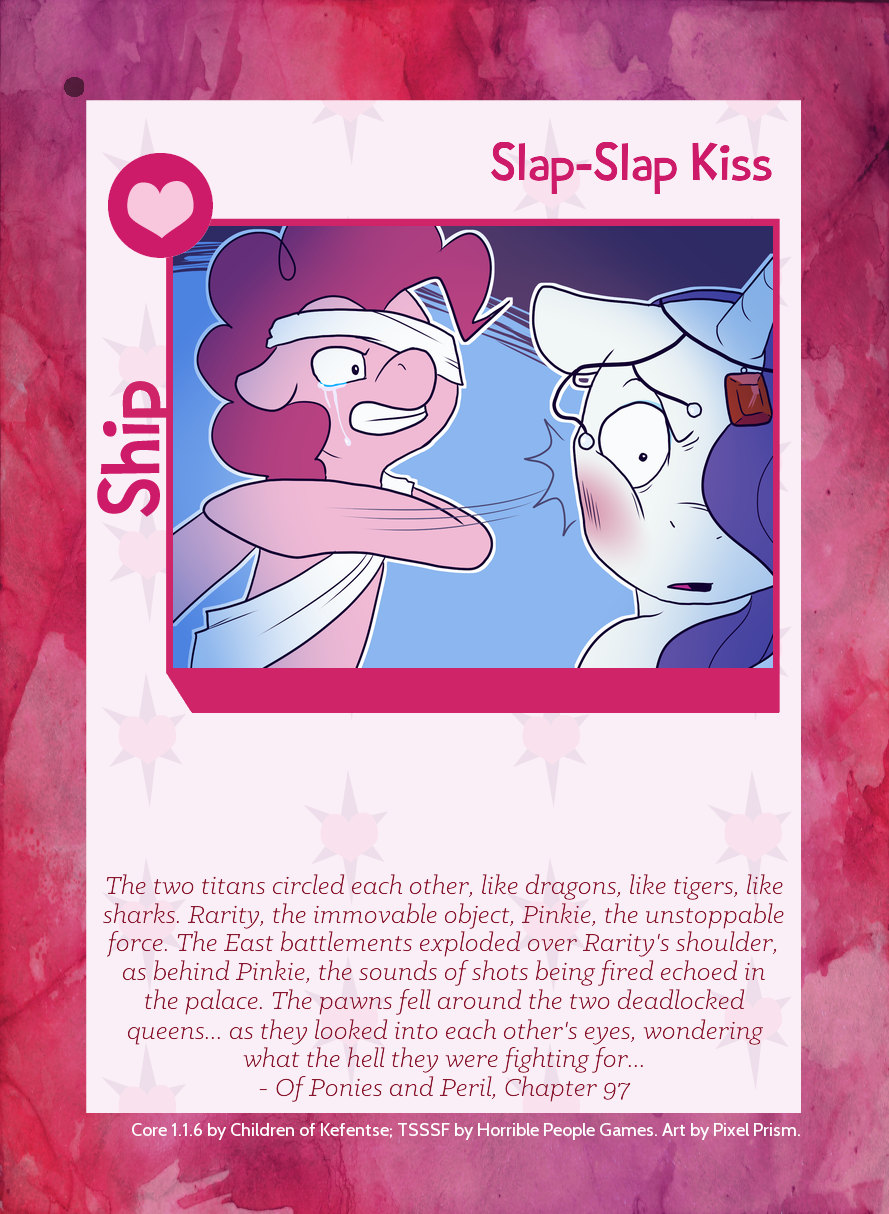 Slap-Slap Kiss
Ship
The two titans circled each other, like dragons, like tigers, like
sharks. Rarity, the immovable object, Pinkie, the unstoppable
force. The East battlements exploded over Rarity's shoulder,
as behind Pinkie, the sounds of shots being fired echoed in
the palace. The pawns fell around the two deadlocked
queens... as they looked into each other's eyes, wondering
what the hell they were fighting for...
- Of Ponies and Peril, Chapter 97
Core 1.1.6 by Children of Kefentse; TSSSF by Horrible People Games. Art by Pixel Prism.